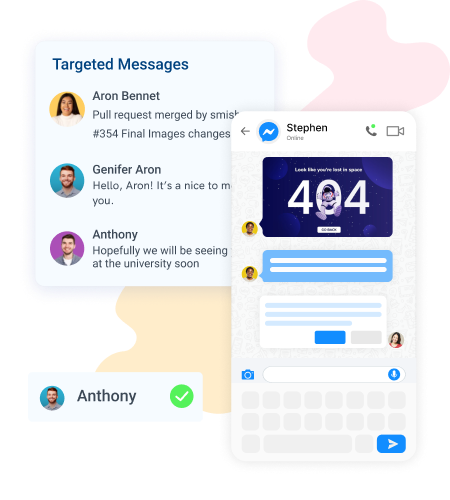 Targeted Messages
Aron Bennet
Pull request merged by
#354 Final Images changes
Genifer Aron
Hello, Aron! It's a nice to
you.
Anthony
Hopefully we will be seeing
at the university soon
Stephen
Online
Look like you're lost in space
404
GO BACK
Anthony